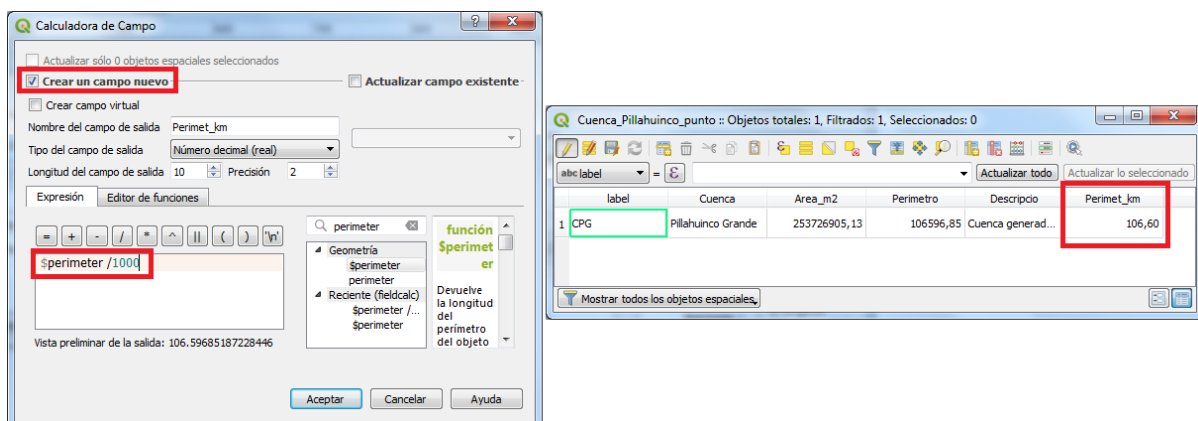 Calculadora de Campo
Actualizar sólo 0 objetos espaciales seleccionados
Crear un campo nuevo
Actualizar campo existente
Crear campo virtual
Nombre del campo de salida Perimet_km
Tipo del campo de salida Número decimal (real)
Longitud del campo de salida 10 Precisión 2
Expresión Editor de funciones
= + - / * ^ || ( ) '\n'
$perimeter /1000
Vista preliminar de la salida: 106.59685187228446
perimeter
Geometría
$perimeter
perimeter
Reciente (fieldcalc)
$perimeter /...
$perimeter
función
$perimet
er
Devuelve
la longitud
del
perímetro
del objeto
Aceptar Cancelar Ayuda
Cuenca_Pillahuinco_punto :: Objetos totales: 1, Filtrados: 1, Seleccionados: 0
abc label = ε Actualizar todo Actualizar lo seleccionado
label Cuenca Area_m2 Perimetro Descripcio Perimet_km
1 CPG Pillahuinco Grande 253726905,13 106596,85 Cuenca generad... 106,60
Mostrar todos los objetos espaciales